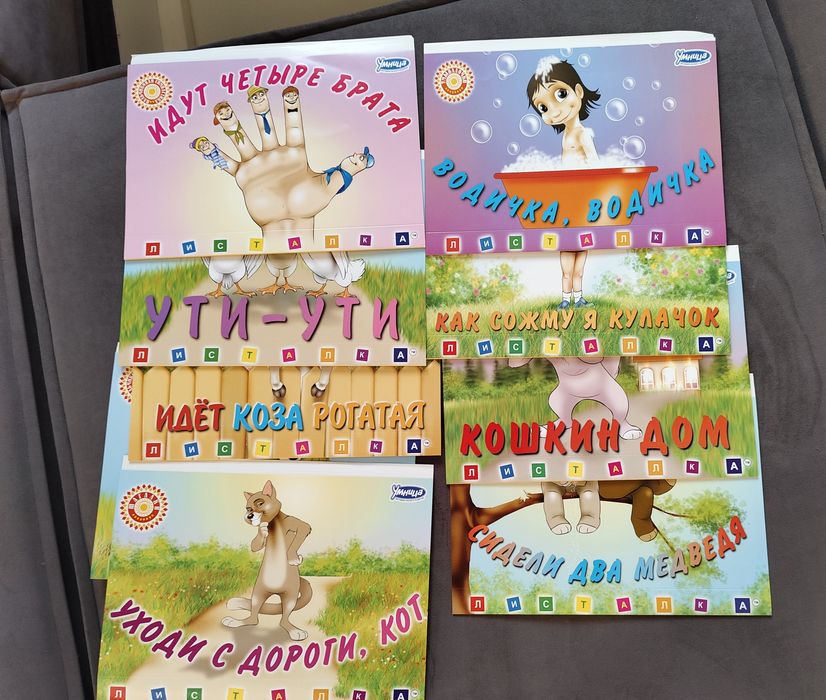 Умница
ИДУТ ЧЕТЫРЕ БРАТА
ЛИСТАЛКА
УТИ-УТИ
ЛИСТАЛКА
ИДЁТ КОЗА РОГАТАЯ
ЛИСТАЛКА
Умница
УХОДИ С ДОРОГИ, КОТ
ЛИСТАЛКА
Умница
ВОДИЧКА, ВОДИЧКА
ЛИСТАЛКА
КАК СОЖМУ Я КУЛАЧОК
ЛИСТАЛКА
КОШКИН ДОМ
ЛИСТАЛКА
СИДЕЛИ ДВА МЕДВЕДЯ
ЛИСТАЛКА